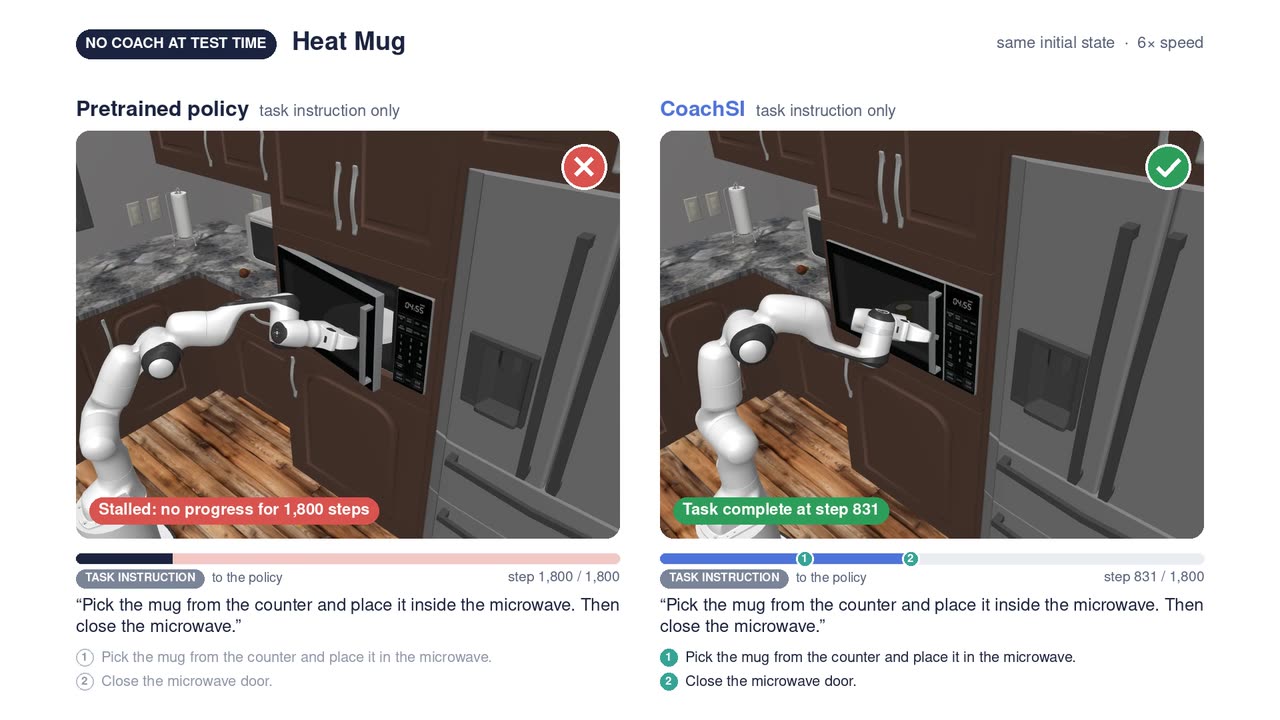 NO COACH AT TEST TIME Heat Mug same initial state · 6× speed
Pretrained policy task instruction only
Stalled: no progress for 1,800 steps
TASK INSTRUCTION to the policy step 1,800 / 1,800
“Pick the mug from the counter and place it inside the microwave. Then
close the microwave.”
1 Pick the mug from the counter and place it in the microwave.
2 Close the microwave door.
CoachSI task instruction only
04:55
Task complete at step 831
1 2
TASK INSTRUCTION to the policy step 831 / 1,800
“Pick the mug from the counter and place it inside the microwave. Then
close the microwave.”
1 Pick the mug from the counter and place it in the microwave.
2 Close the microwave door.